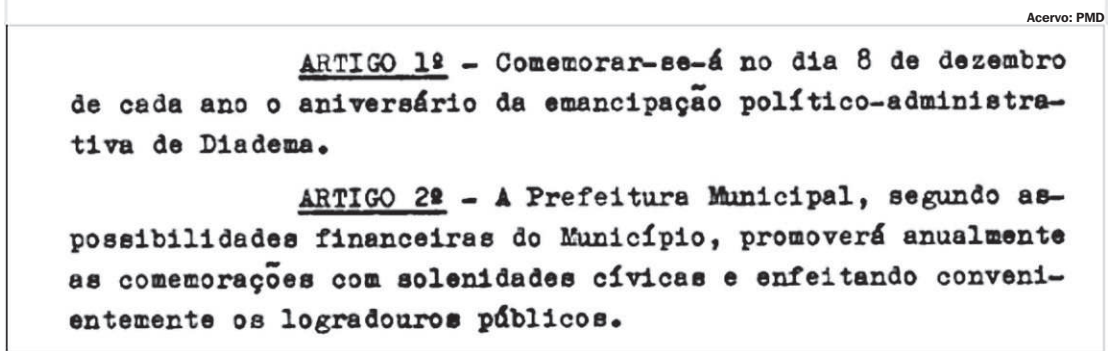 Acervo: PMD
ARTIGO 1º - Comemorar-se-á no dia 8 de dezembro
de cada ano o aniversário da emancipação político-administra-
tiva de Diadema.
ARTIGO 2º - A Prefeitura Municipal, segundo as-
possibilidades financeiras do Município, promoverá anualmente
as comemorações com solenidades cívicas e enfeitando conveni-
entemente os logradouros públicos.